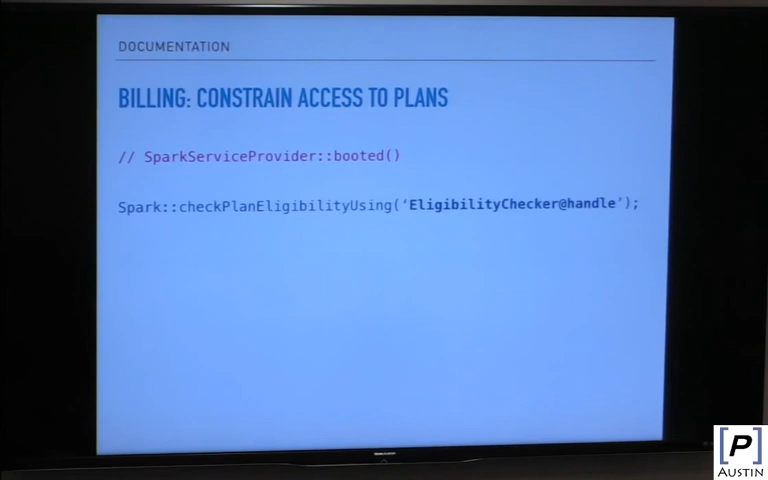 DOCUMENTATION
BILLING: CONSTRAIN ACCESS TO PLANS
// SparkServiceProvider::booted()
Spark::checkPlanEligibilityUsing(‘EligibilityChecker@handle’);
[P]
AUSTIN